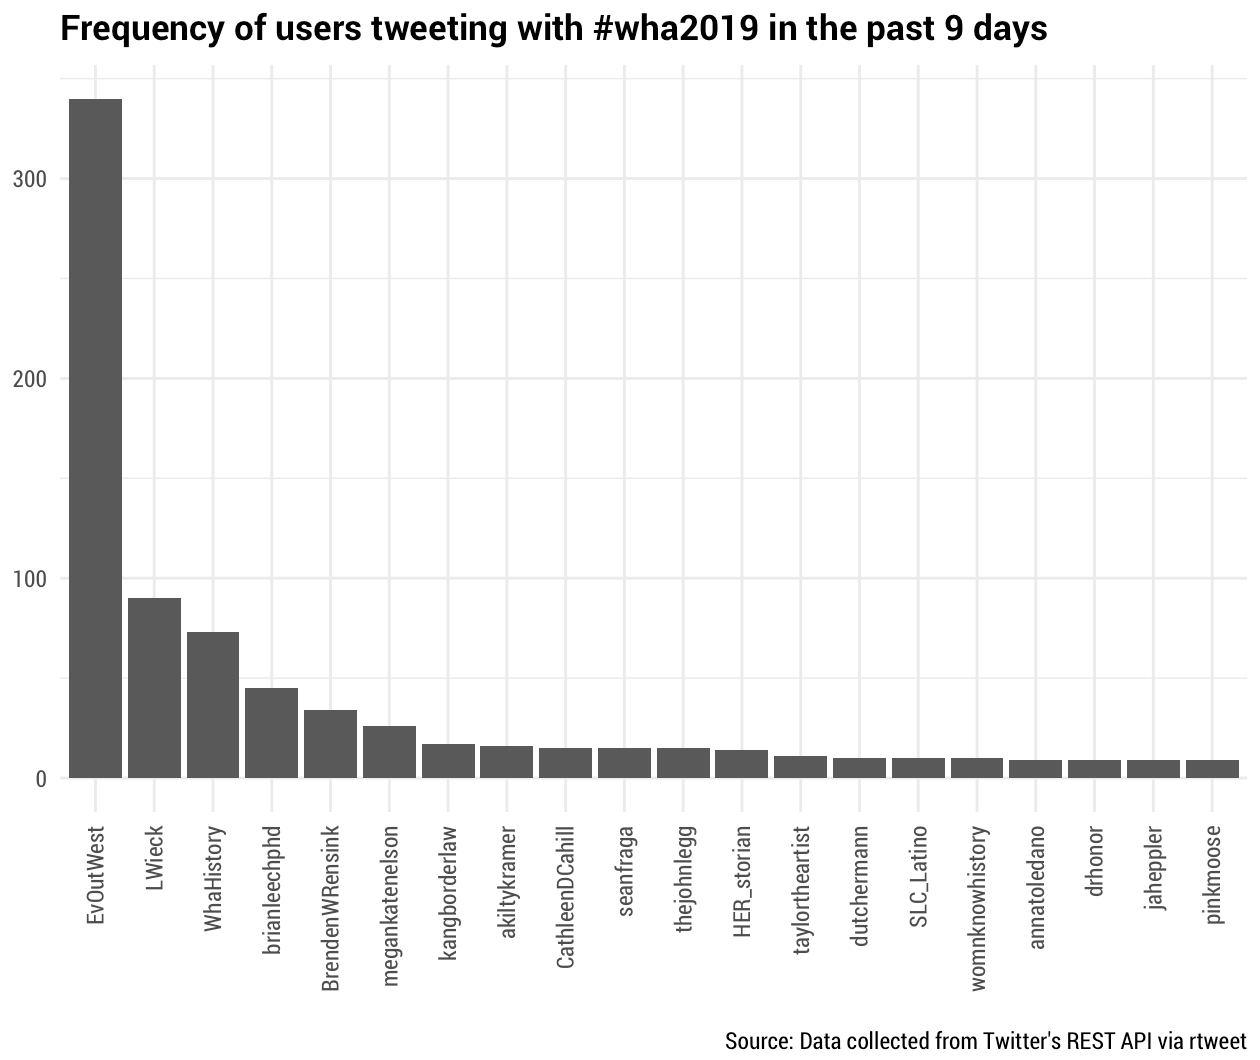 Frequency of users tweeting with #wha2019 in the past 9 days
300
200
100
0
EvOutWest
LWieck
WhaHistory
brianleechphd
BrendenWRensink
megankatenelson
kangborderlaw
akiltykramer
CathleenDCahill
seanfraga
thejohnlegg
HER_storian
taylortheartist
dutchermann
SLC_Latino
womnknowhistory
annatoledano
drhonor
jaheppler
pinkmoose
Source: Data collected from Twitter's REST API via rtweet